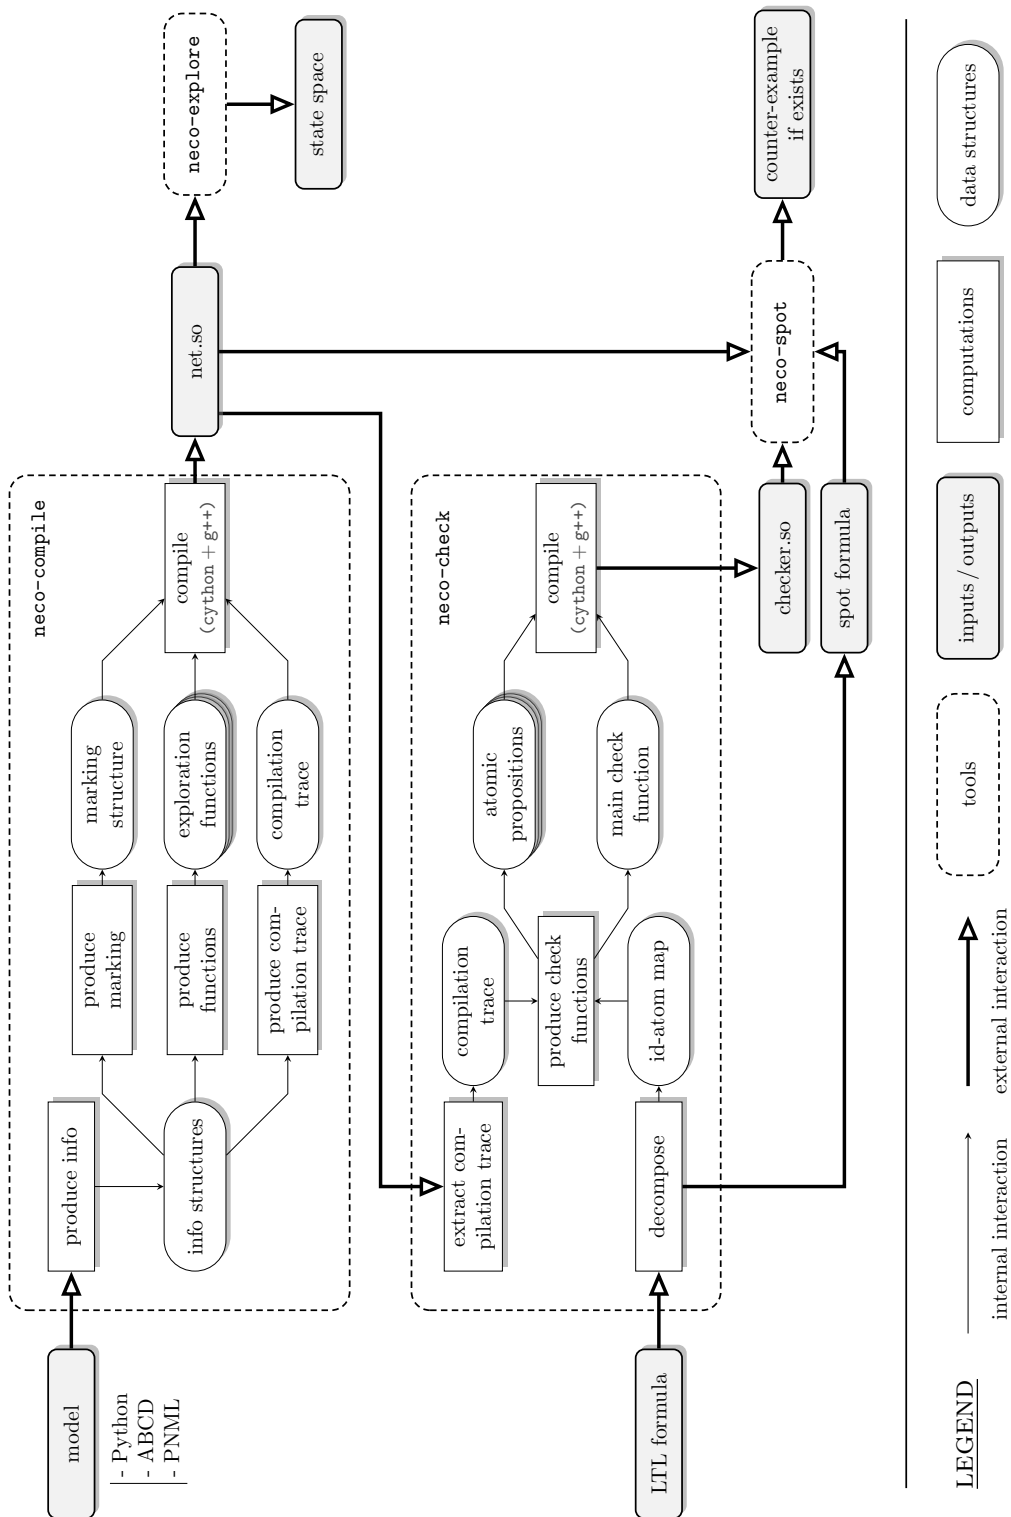 model
- Python
- ABCD
- PNML
neco-compile
produce info
info structures
produce
marking
produce
functions
produce com-
pilation trace
marking
structure
exploration
functions
compilation
trace
compile
(cython + g++)
net.so
neco-explore
state space
LTL formula
neco-check
extract com-
pilation trace
decompose
compilation
trace
produce check
functions
id-atom map
atomic
propositions
main check
function
compile
(cython + g++)
checker.so
spot formula
neco-spot
counter-example
if exists
LEGEND
internal interaction
external interaction
tools
inputs / outputs
computations
data structures